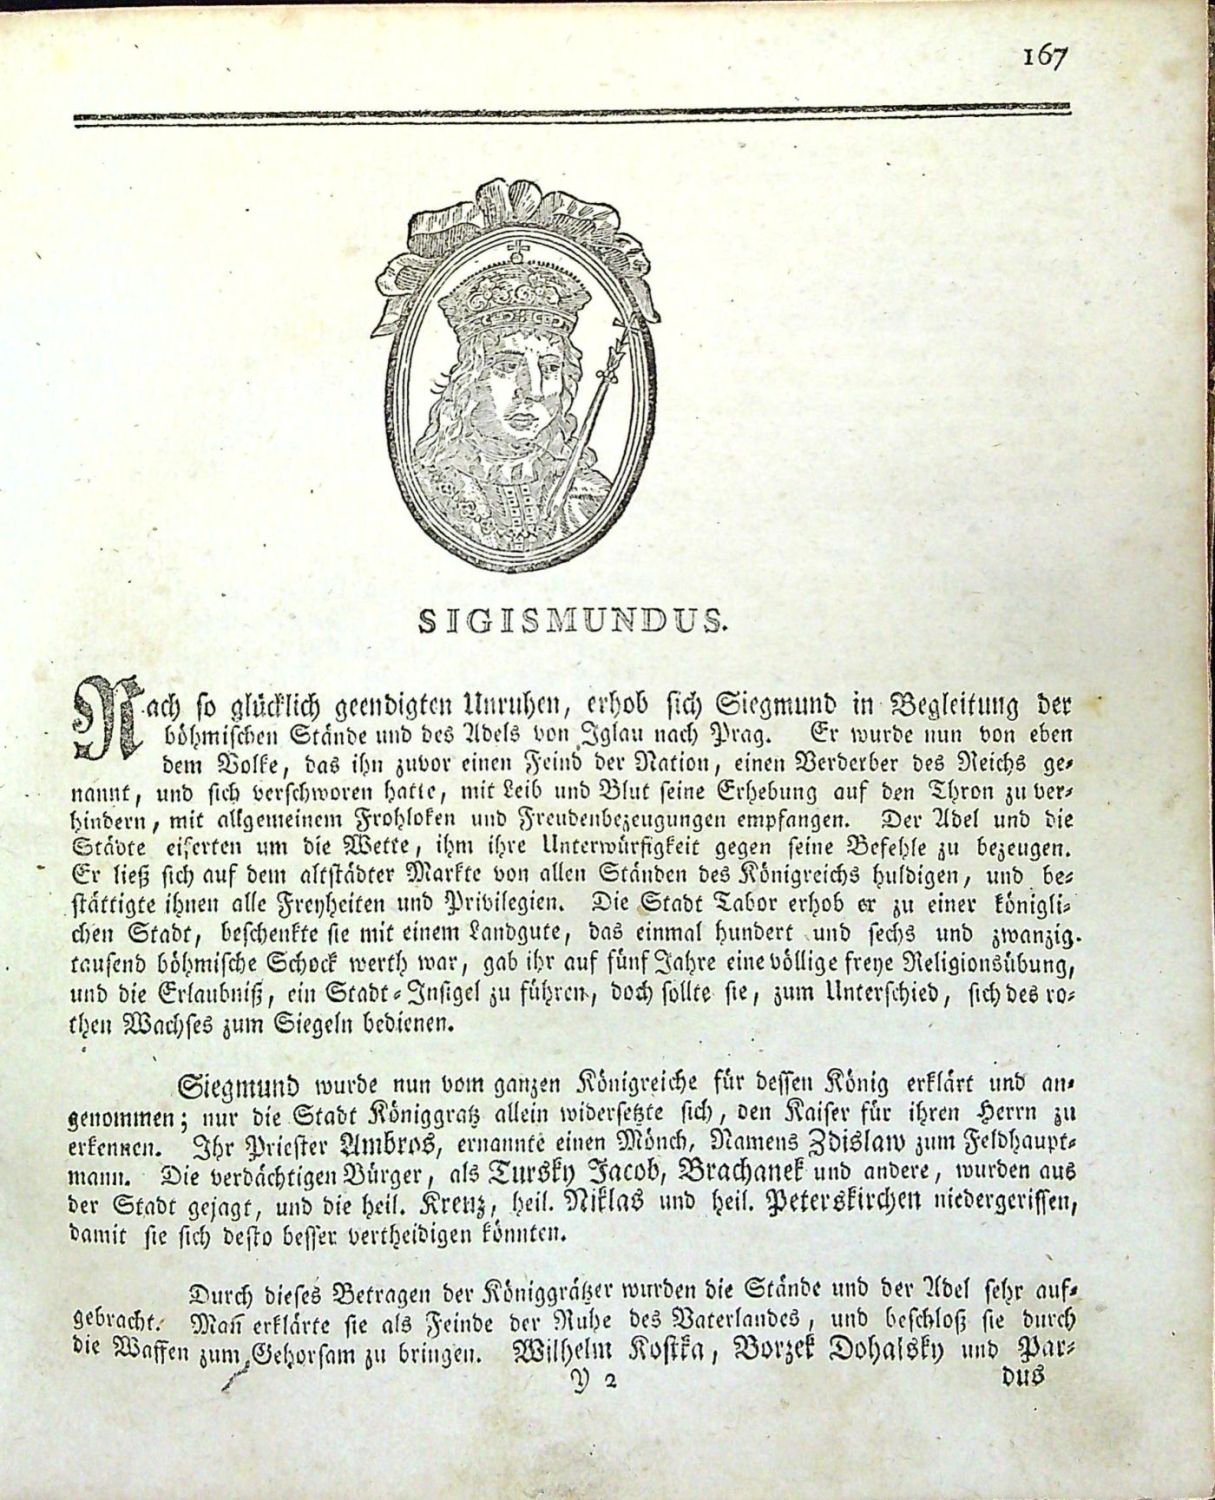 167
SIGISMUNDUS.
Nach so glücklich geendigten Unruhen, erhob sich Siegmund in Begleitung der
böhmischen Stände und des Adels von Iglau nach Prag. Er wurde nun von eben
dem Volke, das ihn zuvor einen Feind der Nation, einen Verderber des Reichs ge-
nannt, und sich verschworen hatte, mit Leib und Blut seine Erhebung auf den Thron zu ver-
hindern, mit allgemeinem Frohloken und Freudenbezeugungen empfangen. Der Adel und die
Städte eiferten um die Wette, ihm ihre Unterwürfigkeit gegen seine Befehle zu bezeugen.
Er ließ sich auf dem altstädter Markte von allen Ständen des Königreichs huldigen, und be-
stättigte ihnen alle Freyheiten und Privilegien. Die Stadt Tabor erhob er zu einer königli-
chen Stadt, beschenkte sie mit einem Landgute, das einmal hundert und sechs und zwanzig-
tausend böhmische Schock werth war, gab ihr auf fünf Jahre eine völlige freye Religionsübung,
und die Erlaubniß, ein Stadt-Insigel zu führen, doch sollte sie, zum Unterschied, sich des ro-
then Wachses zum Siegeln bedienen.
Siegmund wurde nun vom ganzen Königreiche für dessen König erklärt und an-
genommen; nur die Stadt Königgratz allein widersetzte sich, den Kaiser für ihren Herrn zu
erkennen. Ihr Priester Ambros, ernannte einen Mönch, Namens Zdislaw zum Feldhaupt-
mann. Die verdächtigen Bürger, als Tursky Jacob, Brachanek und andere, wurden aus
der Stadt gejagt, und die heil. Kreuz, heil. Niklas und heil. Peterskirchen niedergerissen,
damit sie sich desto besser vertheidigen könnten.
Durch dieses Betragen der Königgrätzer wurden die Stände und der Adel sehr auf-
gebracht. Mañ erklärte sie als Feinde der Ruhe des Vaterlandes, und beschloß sie durch
die Waffen zum Gehorsam zu bringen. Wilhelm Kostka, Borzek Dohalsky und Par-
Y 2 dus